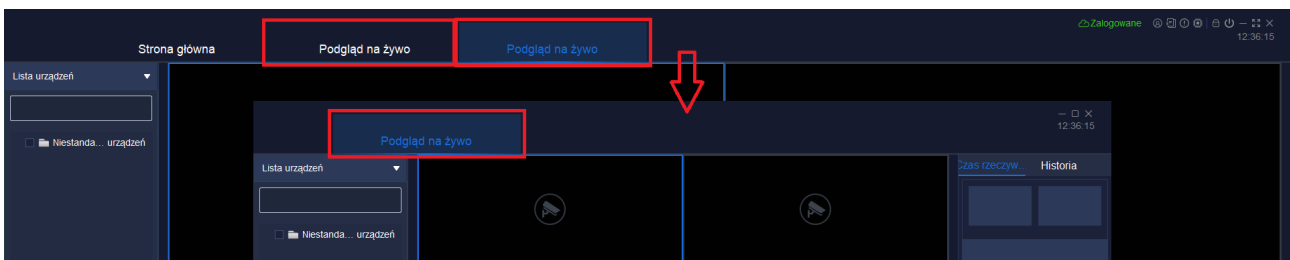 Zalogowane
12:36:15
Strona główna
Podgląd na żywo
Podgląd na żywo
Lista urządzeń
Niestanda... urządzeń
12:36:15
Podgląd na żywo
Lista urządzeń
Czas rzeczyw...
Historia
Niestanda... urządzeń